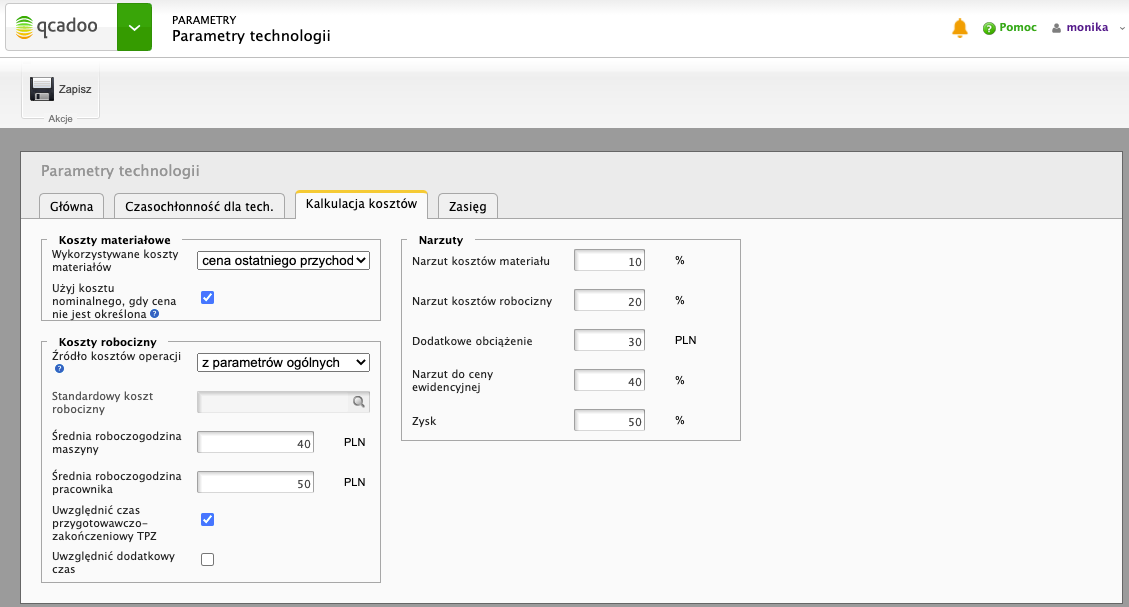 qcadoo
PARAMETRY
Parametry technologii
Pomoc
monika
Zapisz
Akcje
Parametry technologii
Główna
Czasochłonność dla tech.
Kalkulacja kosztów
Zasięg
Koszty materiałowe
Wykorzystywane koszty
materiałów
cena ostatniego przychod
Użyj kosztu
nominalnego, gdy cena
nie jest określona
Koszty robocizny
Źródło kosztów operacji
z parametrów ogólnych
Standardowy koszt
robocizny
Średnia roboczogodzina
maszyny
40 PLN
Średnia roboczogodzina
pracownika
50 PLN
Uwzględnić czas
przygotowawczo-
zakończeniowy TPZ
Uwzględnić dodatkowy
czas
Narzuty
Narzut kosztów materiału 10 %
Narzut kosztów robocizny 20 %
Dodatkowe obciążenie 30 PLN
Narzut do ceny
ewidencyjnej
40 %
Zysk 50 %